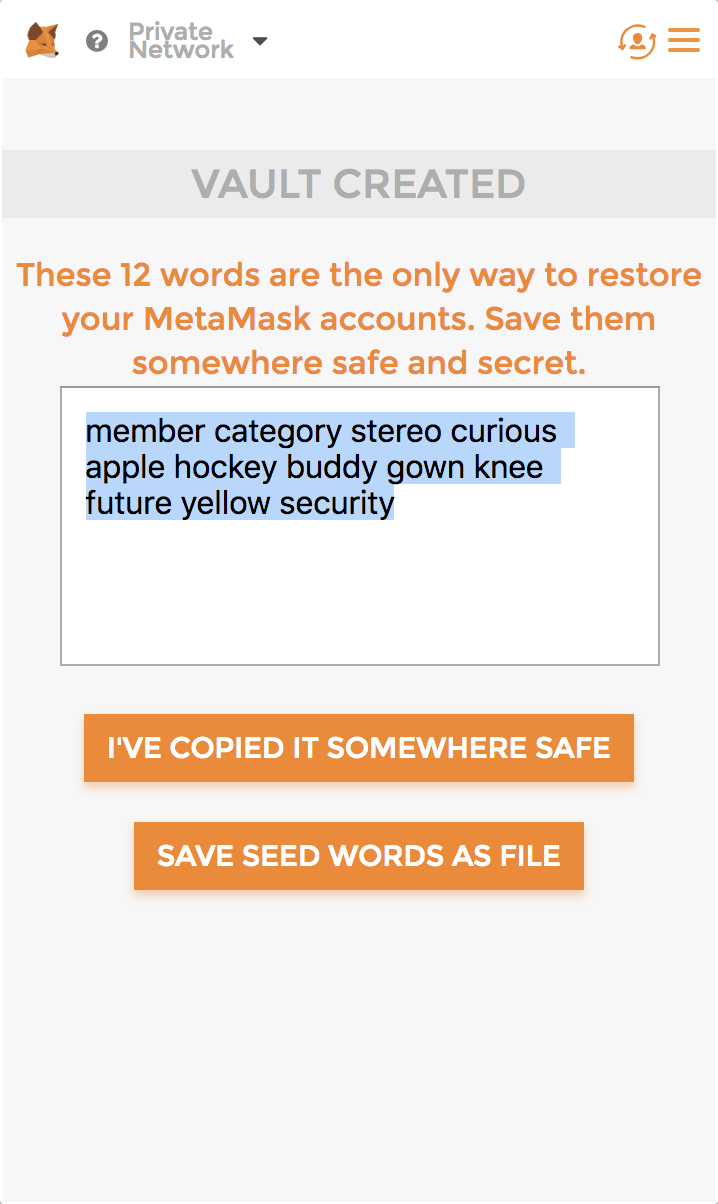 ?
Private
Network
VAULT CREATED
These 12 words are the only way to restore
your MetaMask accounts. Save them
somewhere safe and secret.
member category stereo curious
apple hockey buddy gown knee
future yellow security
I'VE COPIED IT SOMEWHERE SAFE
SAVE SEED WORDS AS FILE